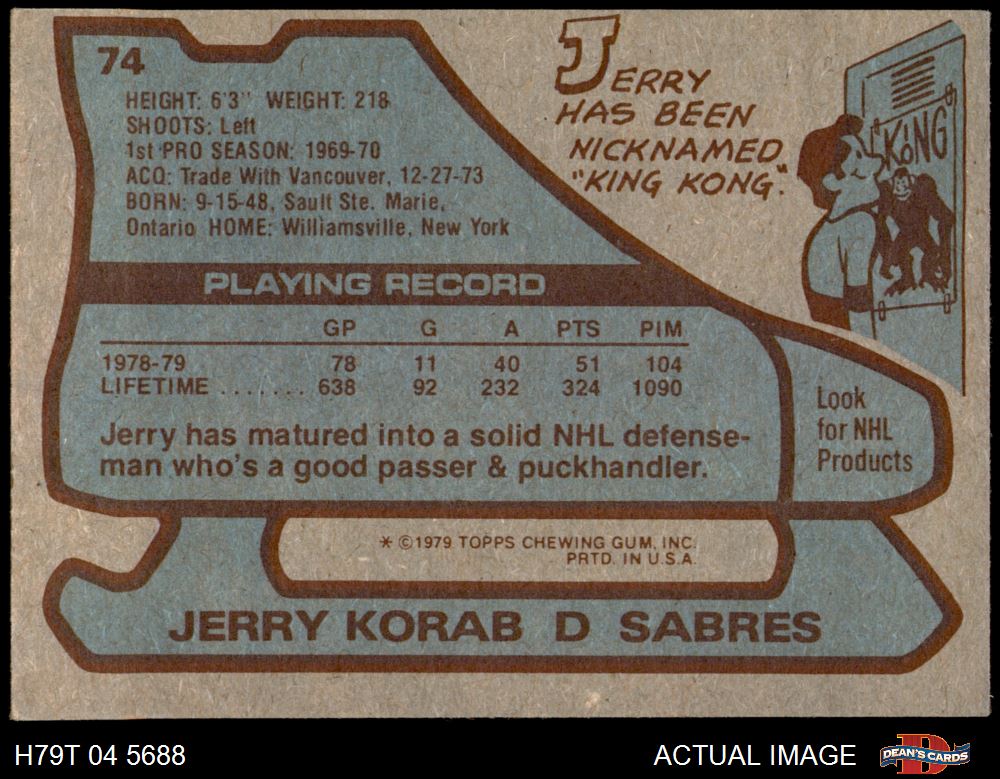 74
HEIGHT: 6'3" WEIGHT: 218
SHOOTS: Left
1st PRO SEASON: 1969-70
ACQ: Trade With Vancouver, 12-27-73
BORN: 9-15-48, Sault Ste. Marie,
Ontario HOME: Williamsville, New York
JERRY
HAS BEEN
NICKNAMED
"KING KONG."
"KONG
PLAYING RECORD
GP G A PTS PIM
1978-79 78 11 40 51 104
LIFETIME ....... 638 92 232 324 1090
Jerry has matured into a solid NHL defense-
man who's a good passer & puckhandler.
Look
for NHL
Products
* ©1979 TOPPS CHEWING GUM, INC.
PRTD. IN U.S.A.
JERRY KORAB D SABRES
H79T 04 5688
ACTUAL IMAGE
D
DEAN'S CARDS